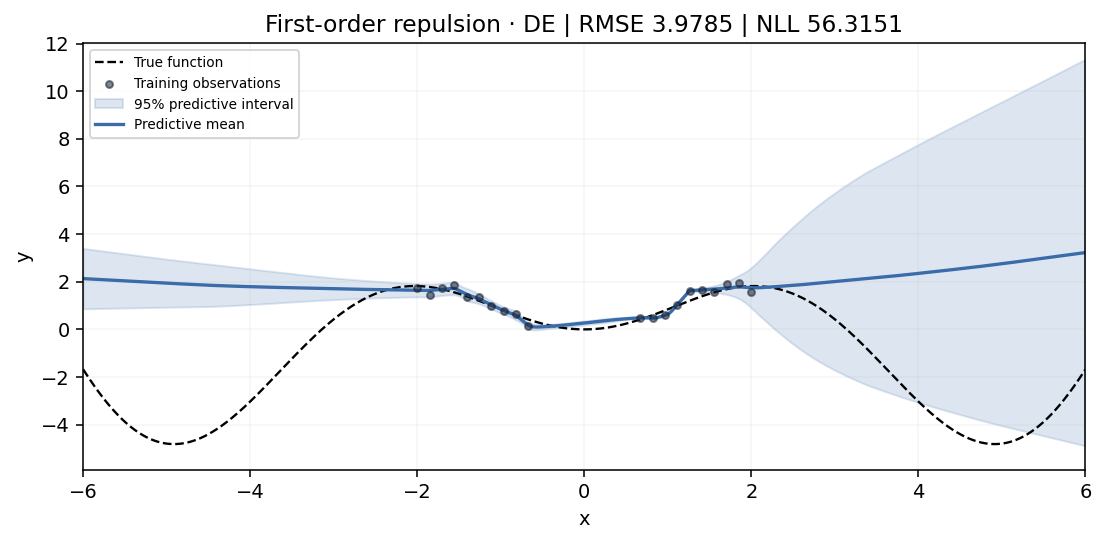 First-order repulsion · DE | RMSE 3.9785 | NLL 56.3151
True function
Training observations
95% predictive interval
Predictive mean
y
12
10
8
6
4
2
0
−2
−4
−6
−4
−2
0
2
4
6
x